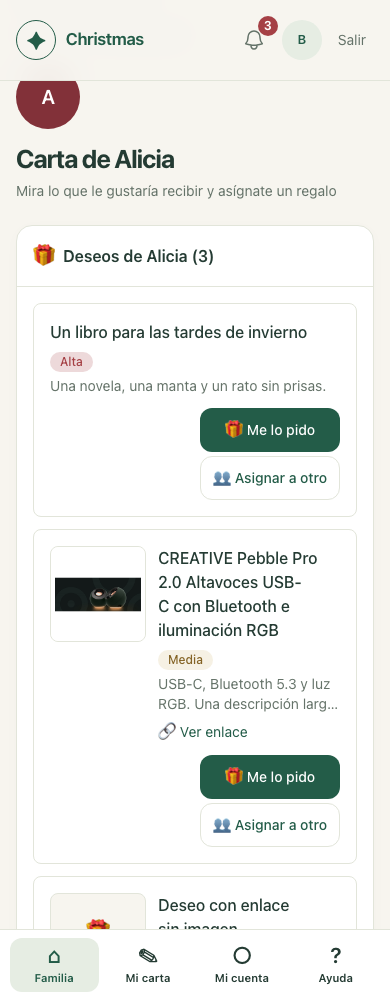 Christmas
3
B
Salir
A
Carta de Alicia
Mira lo que le gustaría recibir y asígnate un regalo
Deseos de Alicia (3)
Un libro para las tardes de invierno
Alta
Una novela, una manta y un rato sin prisas.
Me lo pido
Asignar a otro
CREATIVE Pebble Pro
2.0 Altavoces USB-
C con Bluetooth e
iluminación RGB
Media
USB-C, Bluetooth 5.3 y luz
RGB. Una descripción larg...
Ver enlace
Me lo pido
Asignar a otro
Deseo con enlace
sin imagen
Familia
Mi carta
Mi cuenta
?
Ayuda